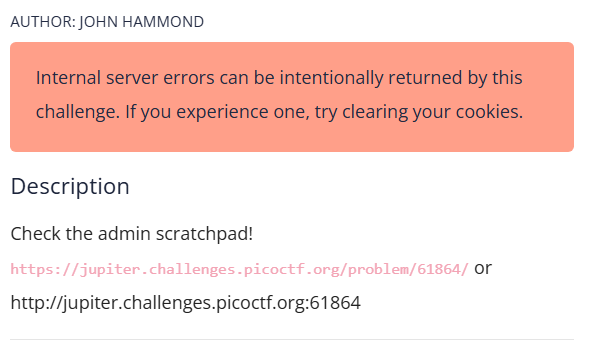 AUTHOR: JOHN HAMMOND
Internal server errors can be intentionally returned by this
challenge. If you experience one, try clearing your cookies.
Description
Check the admin scratchpad!
https://jupiter.challenges.picoctf.org/problem/61864/ or
http://jupiter.challenges.picoctf.org:61864